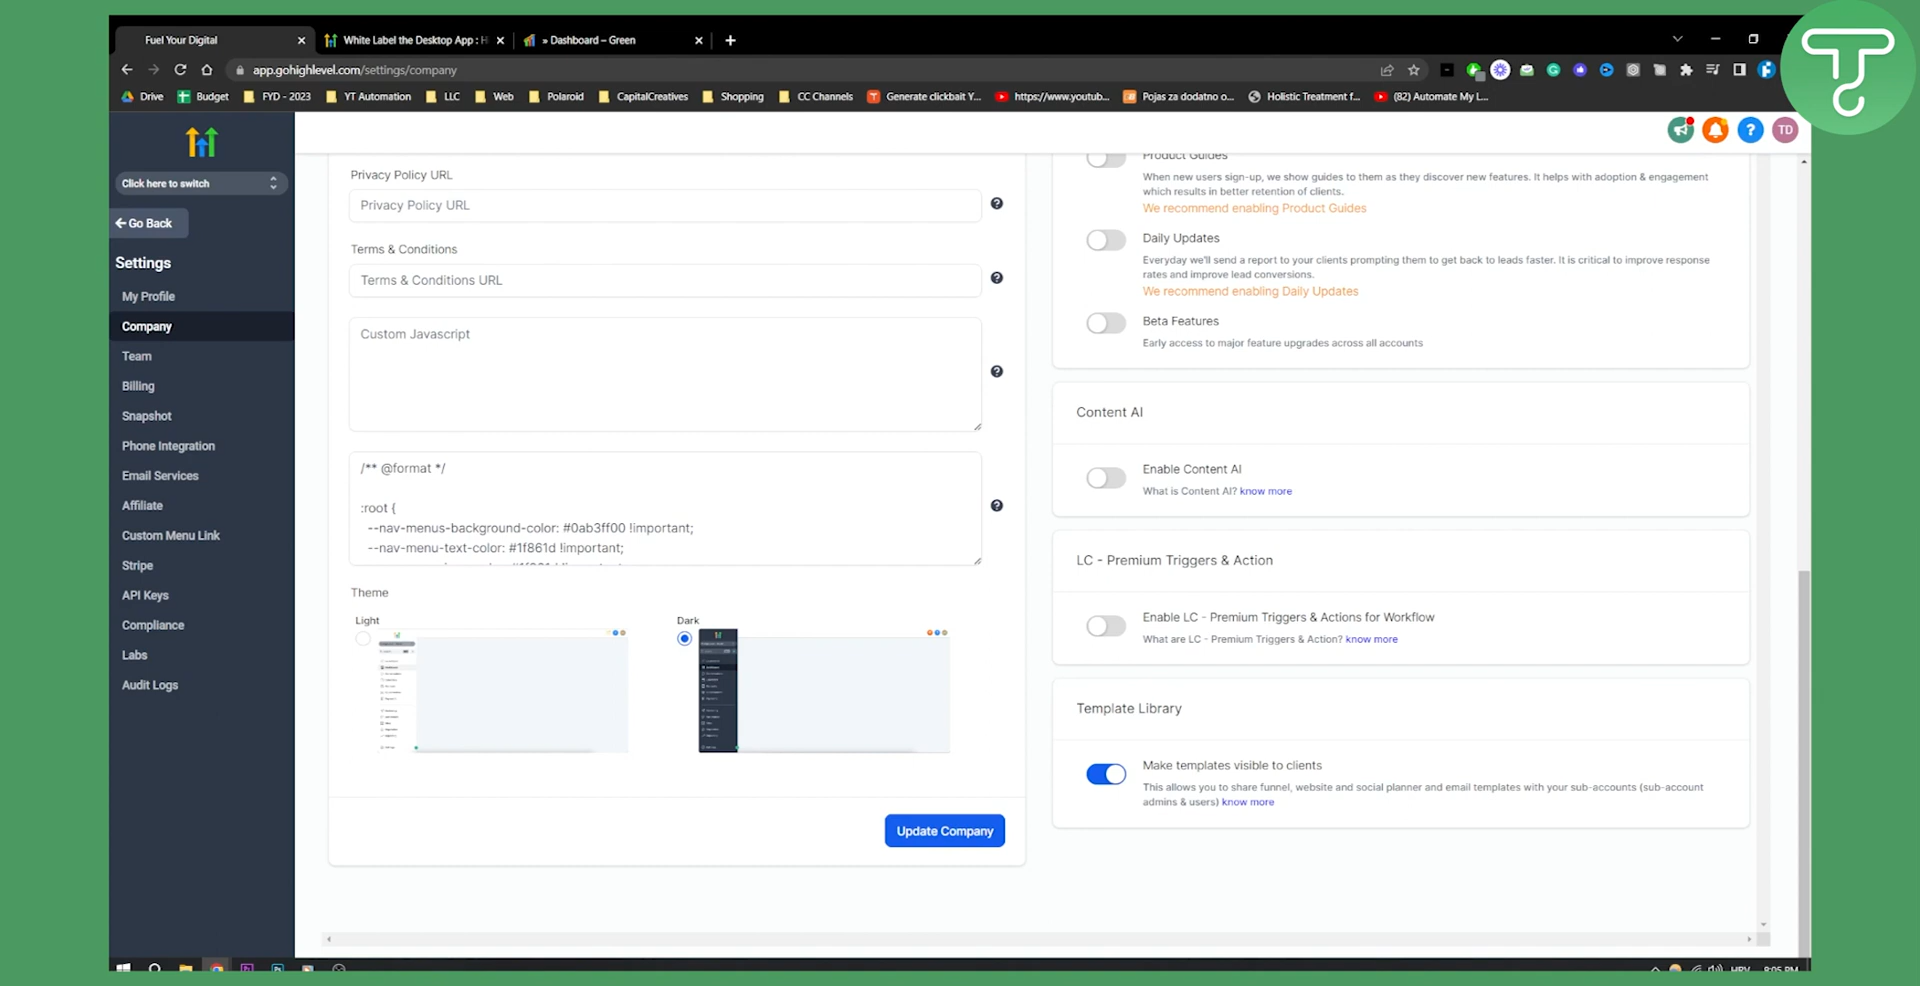 Fuel Your Digital
White Label the Desktop App : H
» Dashboard – Green
app.gohighlevel.com/settings/company
Drive
Budget
FYD - 2023
YT Automation
LLC
Web
Polaroid
CapitalCreatives
Shopping
CC Channels
Generate clickbait Y...
https://www.youtub...
Pojas za dodatno o...
Holistic Treatment f...
(82) Automate My L...
TD
Click here to switch
Go Back
Settings
My Profile
Company
Team
Billing
Snapshot
Phone Integration
Email Services
Affiliate
Custom Menu Link
Stripe
API Keys
Compliance
Labs
Audit Logs
Privacy Policy URL
Privacy Policy URL
Terms & Conditions
Terms & Conditions URL
Custom Javascript
/** @format */
:root {
--nav-menus-background-color: #0ab3ff00 !important;
--nav-menu-text-color: #1f861d !important;
Theme
Light
Dark
Update Company
Product Guides
When new users sign-up, we show guides to them as they discover new features. It helps with adoption & engagement
which results in better retention of clients.
We recommend enabling Product Guides
Daily Updates
Everyday we'll send a report to your clients prompting them to get back to leads faster. It is critical to improve response
rates and improve lead conversions.
We recommend enabling Daily Updates
Beta Features
Early access to major feature upgrades across all accounts
Content AI
Enable Content AI
What is Content AI? know more
LC - Premium Triggers & Action
Enable LC - Premium Triggers & Actions for Workflow
What are LC - Premium Triggers & Action? know more
Template Library
Make templates visible to clients
This allows you to share funnel, website and social planner and email templates with your sub-accounts (sub-account
admins & users) know more
HRV
8:05 PM